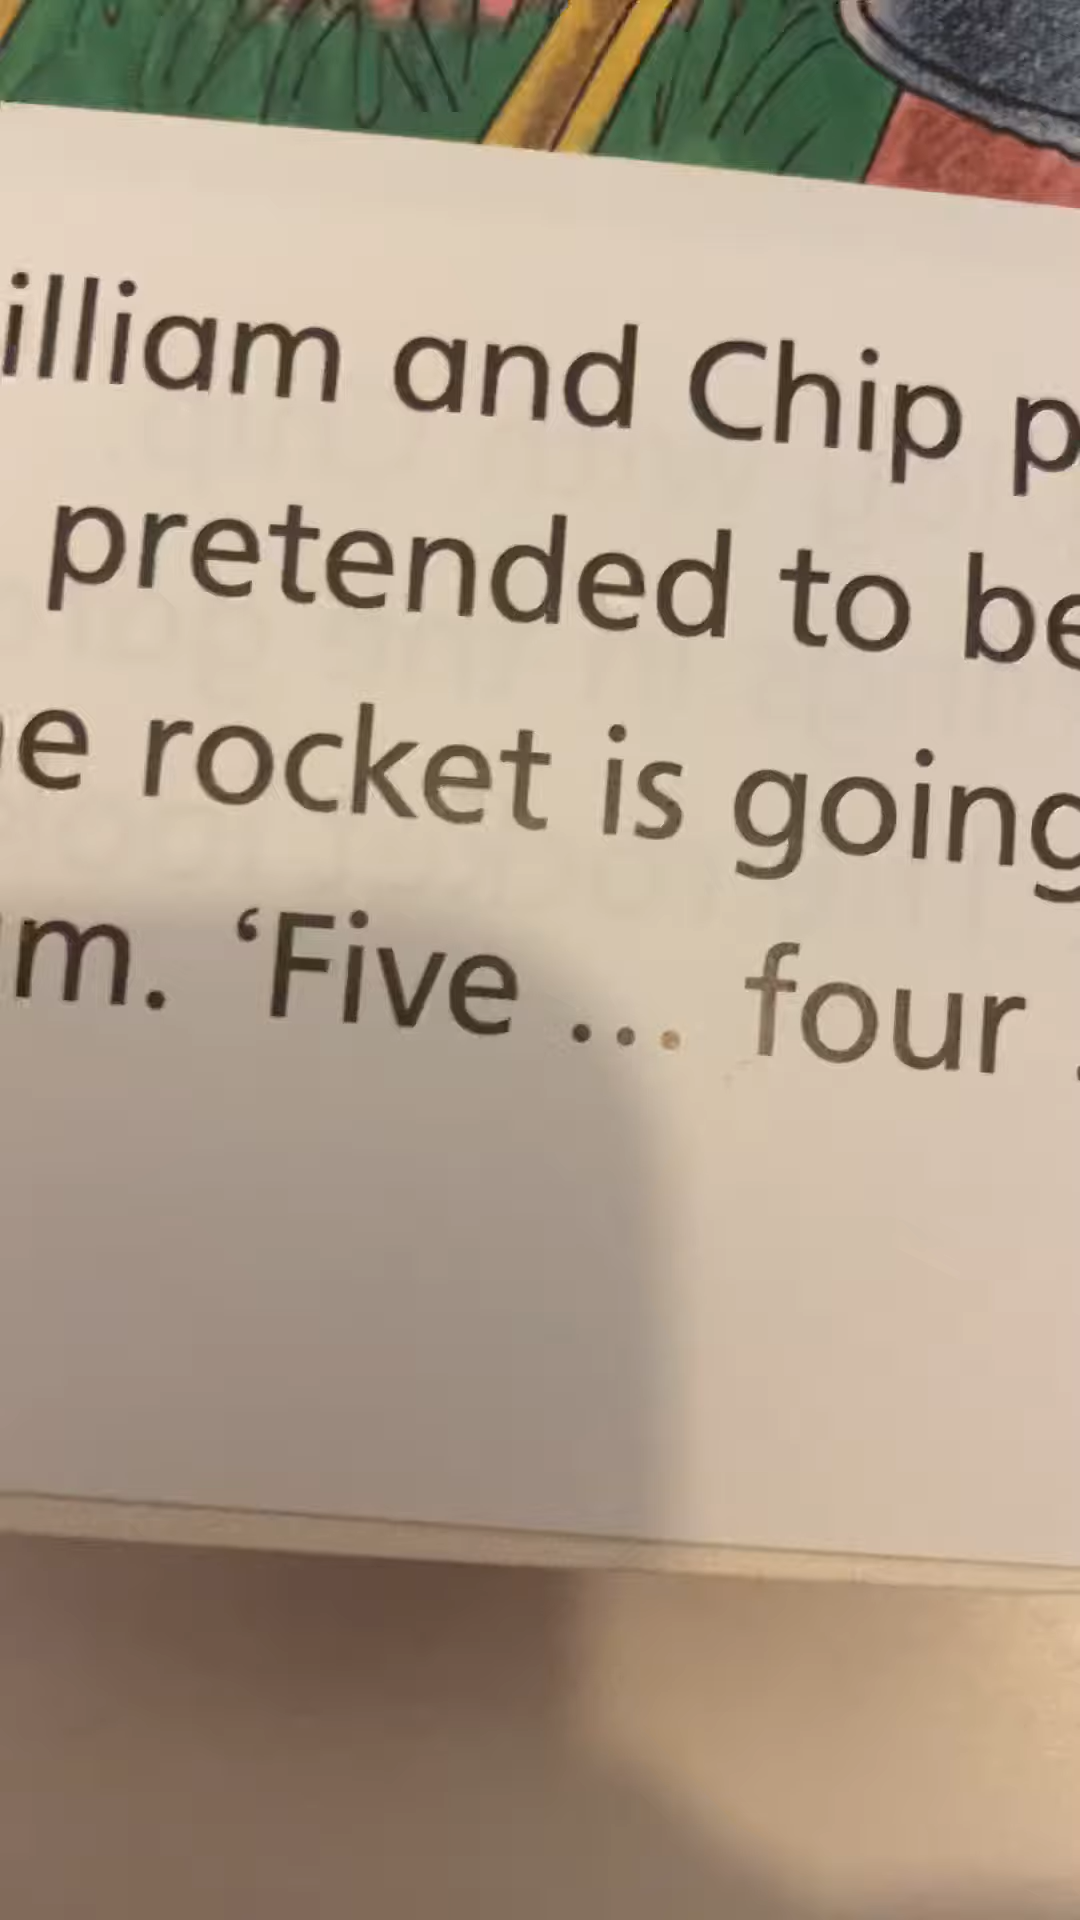 illiam and Chip p
pretended to be
e rocket is going
m. ‘Five ... four .